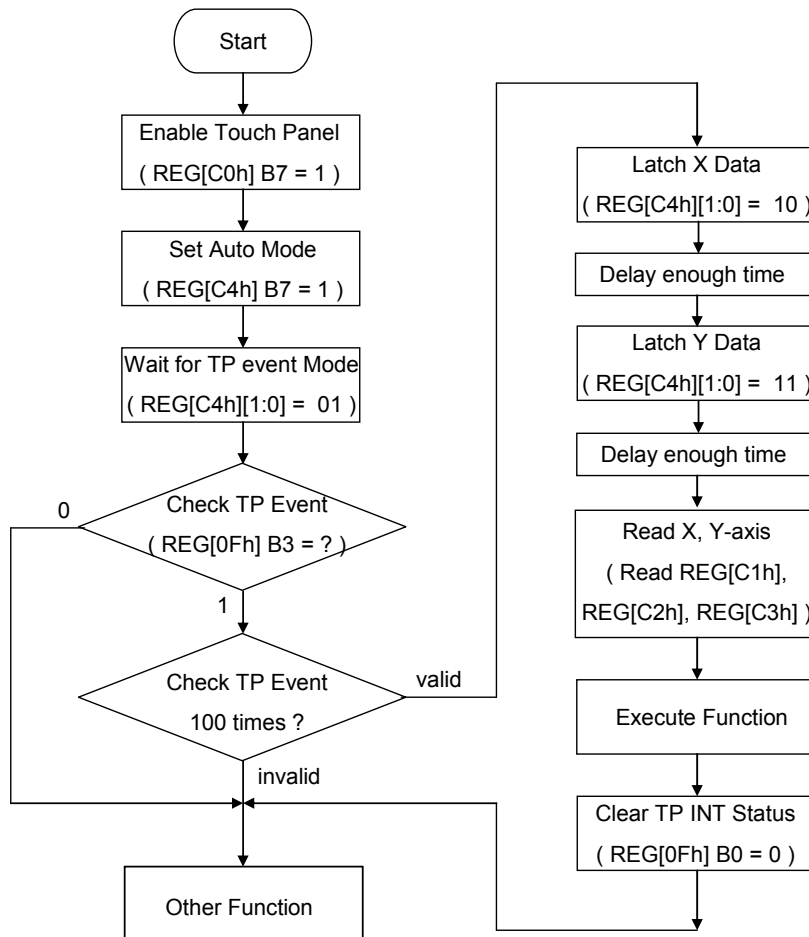 Start
Enable Touch Panel
( REG[C0h] B7 = 1 )
Set Auto Mode
( REG[C4h] B7 = 1 )
Wait for TP event Mode
( REG[C4h][1:0] = 01 )
Check TP Event
( REG[0Fh] B3 = ? )
0
1
Check TP Event
100 times ?
valid
invalid
Other Function
Latch X Data
( REG[C4h][1:0] = 10 )
Delay enough time
Latch Y Data
( REG[C4h][1:0] = 11 )
Delay enough time
Read X, Y-axis
( Read REG[C1h],
REG[C2h], REG[C3h] )
Execute Function
Clear TP INT Status
( REG[0Fh] B0 = 0 )